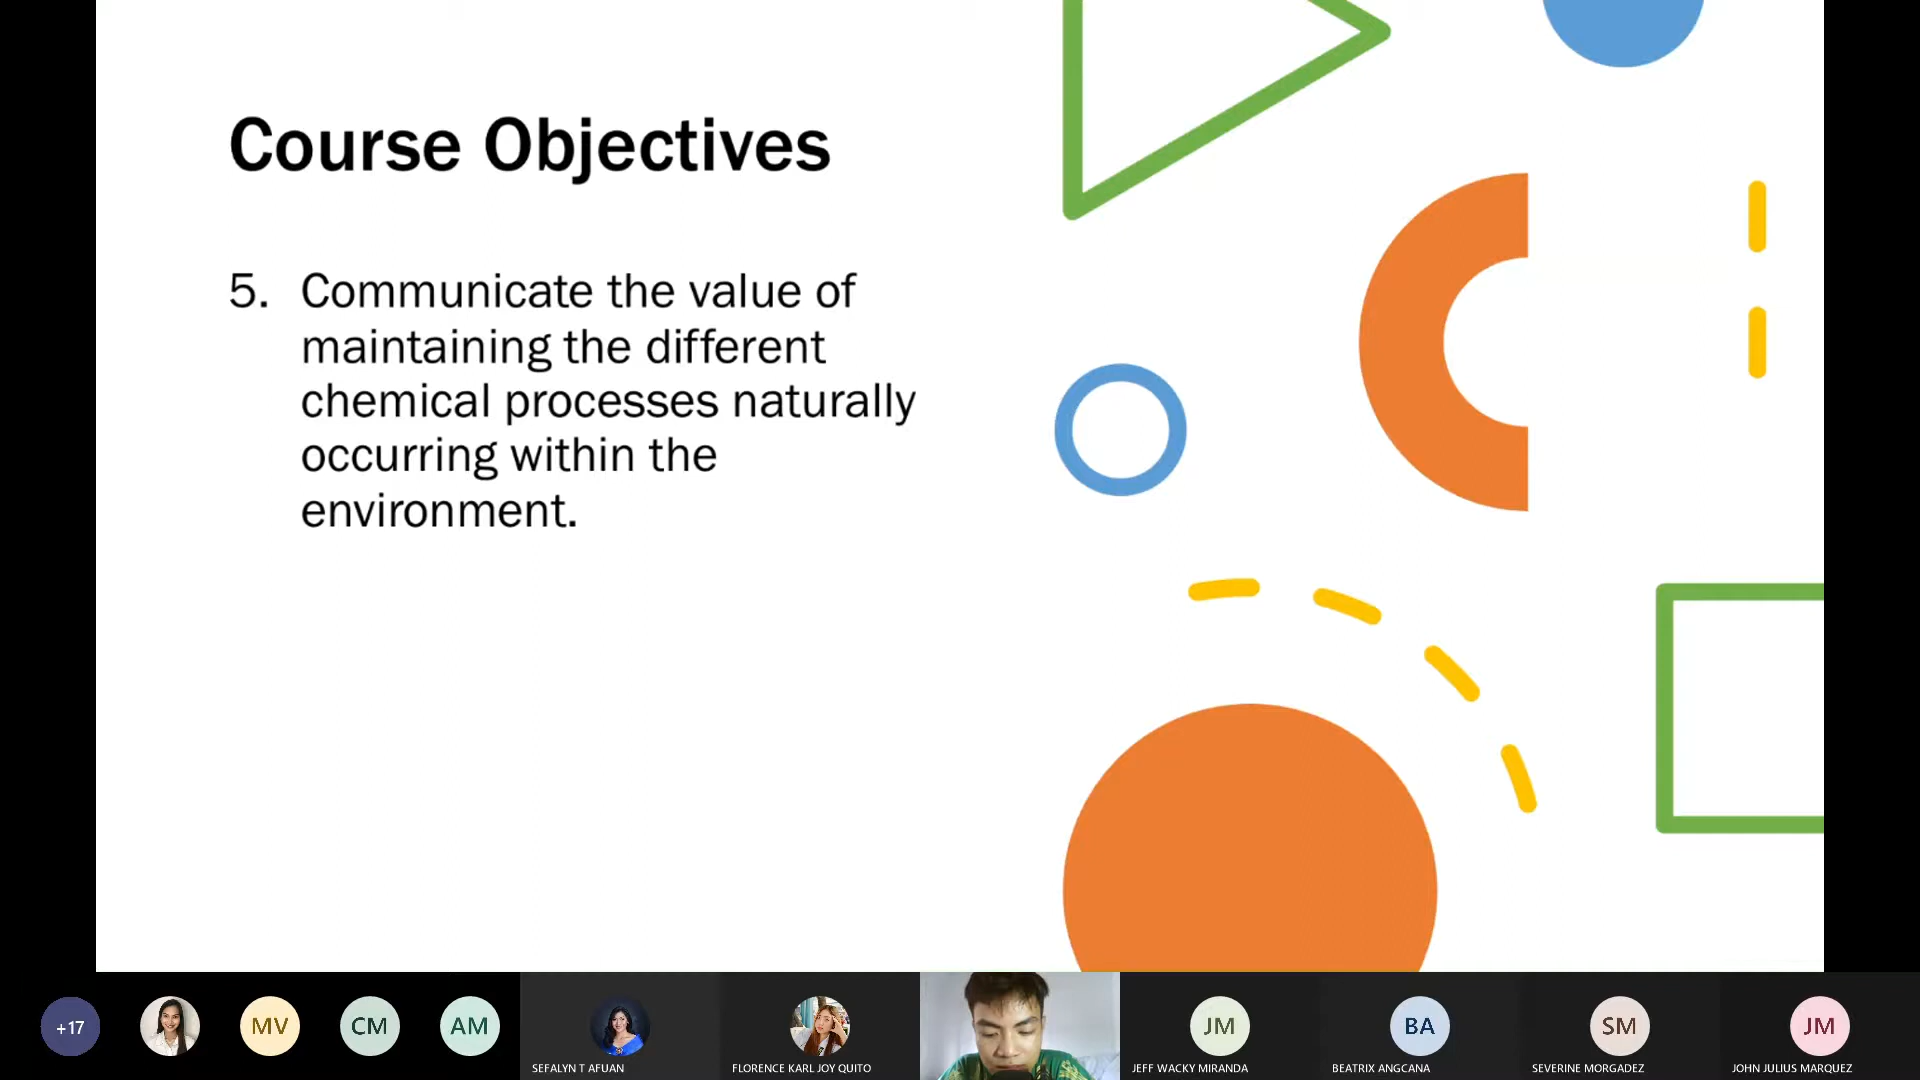 Course Objectives
5. Communicate the value of
maintaining the different
chemical processes naturally
occurring within the
environment.
+17
MV
CM
AM
SEFALYN T AFUAN
FLORENCE KARL JOY QUITO
JM
JEFF WACKY MIRANDA
BA
BEATRIX ANGCANA
SM
SEVERINE MORGADEZ
JM
JOHN JULIUS MARQUEZ